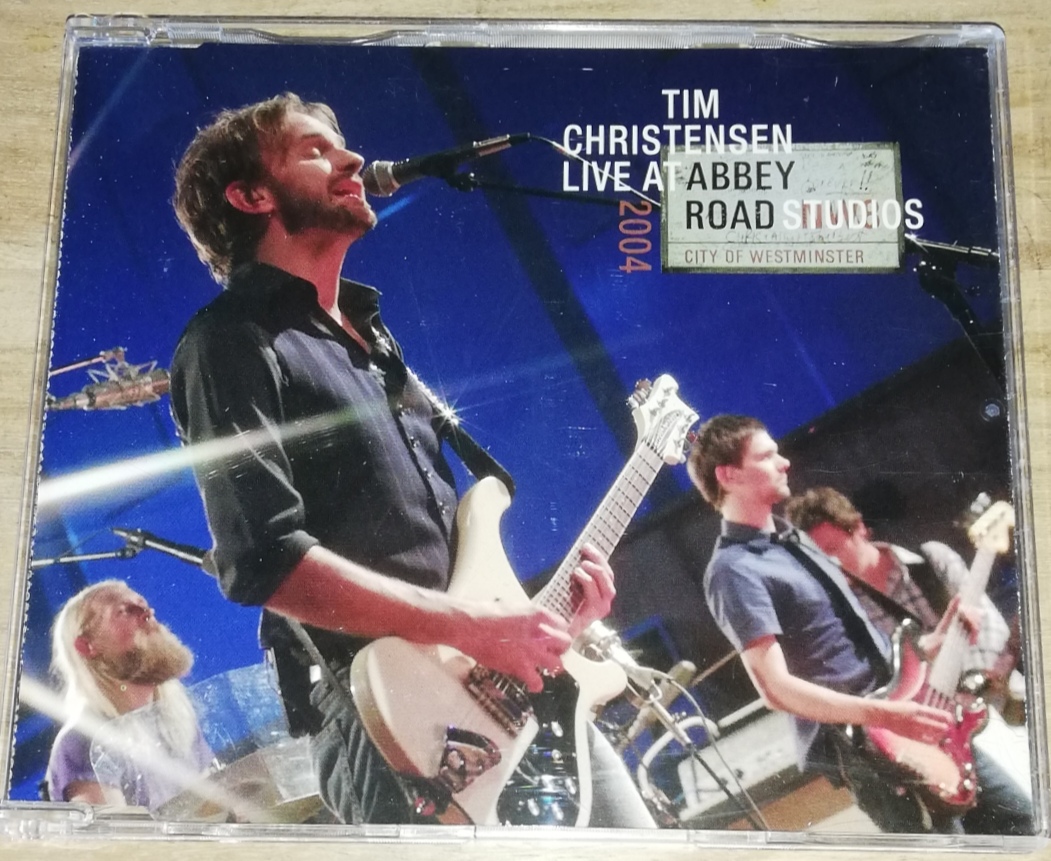 TIM
CHRISTENSEN
LIVE AT ABBEY
ROAD STUDIOS
2004
CITY OF WESTMINSTER